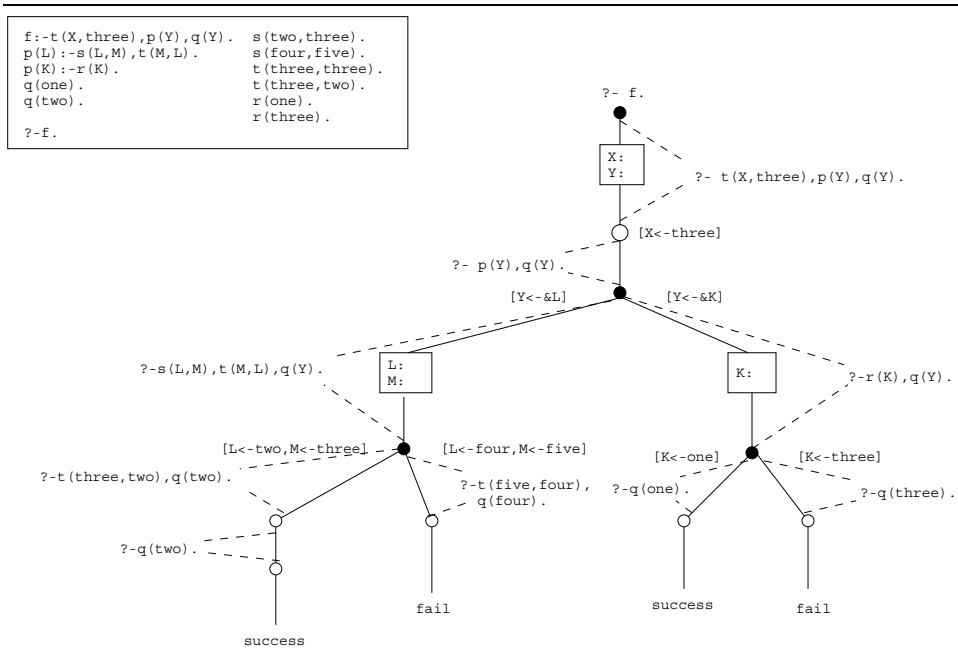 f:-t(X,three),p(Y),q(Y). s(two,three).
p(L):-s(L,M),t(M,L). s(four,five).
p(K):-r(K). t(three,three).
q(one). t(three,two).
q(two). r(one).
r(three).
?-f.
?- f.
X:
Y:
?- t(X,three),p(Y),q(Y).
[X<-three]
?- p(Y),q(Y).
[Y<-&L] [Y<-&K]
?-s(L,M),t(M,L),q(Y).
L:
M:
K:
?-r(K),q(Y).
[L<-two,M<-three] [L<-four,M<-five] [K<-one] [K<-three]
?-t(three,two),q(two).
?-t(five,four),
q(four).
?-q(one).
?-q(three).
?-q(two).
fail
success
fail
success